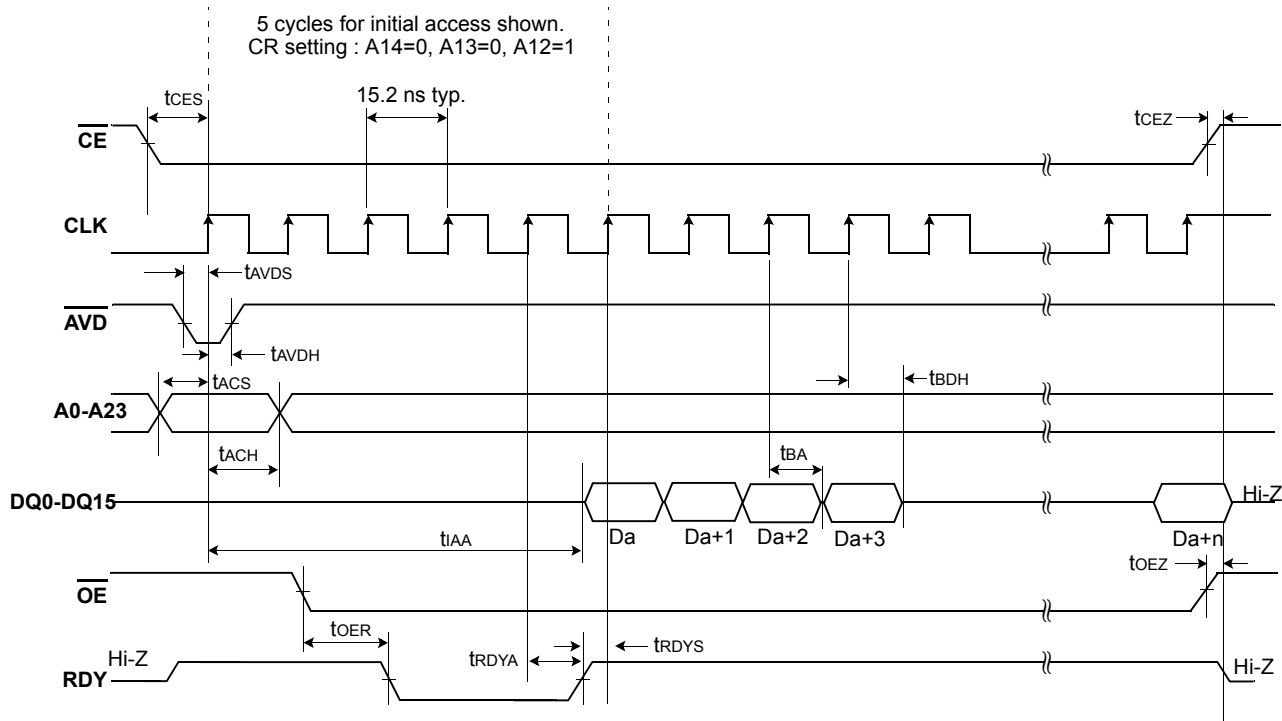 5 cycles for initial access shown.
CR setting : A14=0, A13=0, A12=1
tCES
15.2 ns typ.
tCEZ
CE
CLK
tAVDS
AVD
tAVDH
tACS
tBDH
A0-A23
tACH
tBA
DQ0-DQ15
Hi-Z
tIAA
Da
Da+1
Da+2
Da+3
Da+n
tOEZ
OE
tOER
tRDYA
tRDYS
Hi-Z
Hi-Z
RDY